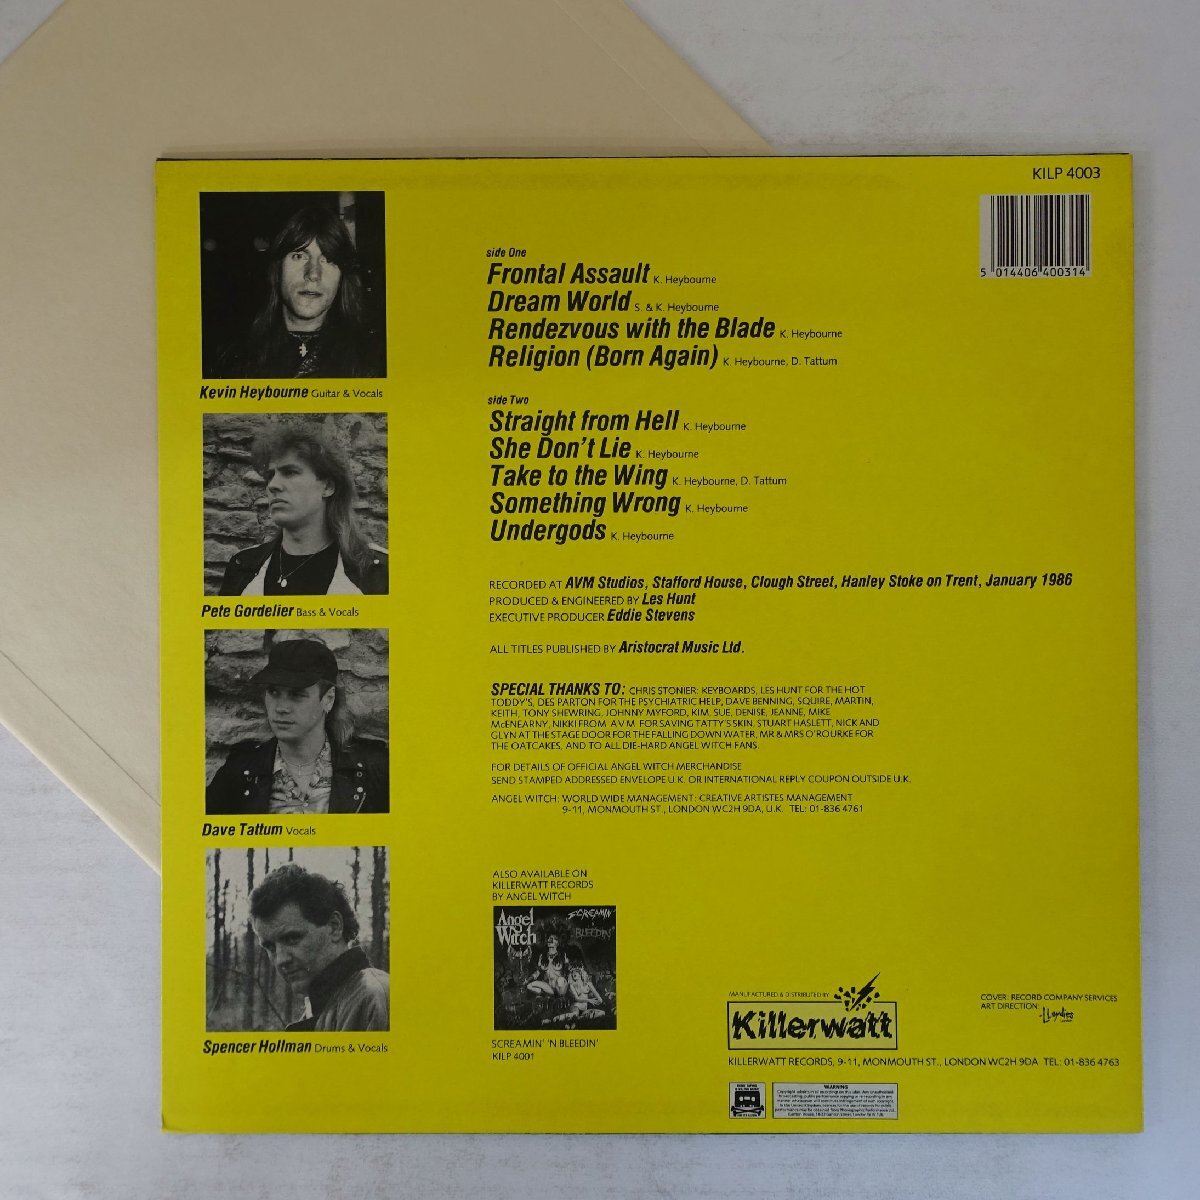 KILP 4003
5 014406 400314
Kevin Heybourne Guitar & Vocals
Pete Gordelier Bass & Vocals
Dave Tattum Vocals
Spencer Hollman Drums & Vocals
side One
Frontal Assault K. Heybourne
Dream World S. & K. Heybourne
Rendezvous with the Blade K. Heybourne
Religion (Born Again) K. Heybourne, D. Tattum
side Two
Straight from Hell K. Heybourne
She Don't Lie K. Heybourne
Take to the Wing K. Heybourne, D. Tattum
Something Wrong K. Heybourne
Undergods K. Heybourne
RECORDED AT AVM Studios, Stafford House, Clough Street, Hanley Stoke on Trent, January 1986
PRODUCED & ENGINEERED BY Les Hunt
EXECUTIVE PRODUCER Eddie Stevens
ALL TITLES PUBLISHED BY Aristocrat Music Ltd.
SPECIAL THANKS TO: CHRIS STONIER: KEYBOARDS, LES HUNT FOR THE HOT
TODDY'S, DES PARTON FOR THE PSYCHIATRIC HELP, DAVE BENNING, SQUIRE, MARTIN,
KEITH, TONY SHEWRING, JOHNNY MYFORD, KIM, SUE, DENISE, JEANNE, MIKE
McENEARNY, NIKKI FROM A V M FOR SAVING TATTY'S SKIN, STUART HASLETT, NICK AND
GLYN AT THE STAGE DOOR FOR THE FALLING DOWN WATER, MR & MRS O'ROURKE FOR
THE OATCAKES, AND TO ALL DIE-HARD ANGEL WITCH FANS.
FOR DETAILS OF OFFICIAL ANGEL WITCH MERCHANDISE
SEND STAMPED ADDRESSED ENVELOPE U.K. OR INTERNATIONAL REPLY COUPON OUTSIDE U.K.
ANGEL WITCH: WORLD WIDE MANAGEMENT: CREATIVE ARTISTES MANAGEMENT
9-11, MONMOUTH ST., LONDON WC2H 9DA, U.K. TEL: 01-836 4761
ALSO AVAILABLE ON
KILLERWATT RECORDS
BY ANGEL WITCH
Angel Witch
SCREAMIN' N BLEEDIN'
SCREAMIN' 'N BLEEDIN'
KILP 4001
MANUFACTURED & DISTRIBUTED BY
Killerwatt
KILLERWATT RECORDS, 9-11, MONMOUTH ST., LONDON WC2H 9DA TEL: 01-836 4763
COVER: RECORD COMPANY SERVICES
ART DIRECTION:
WARNING